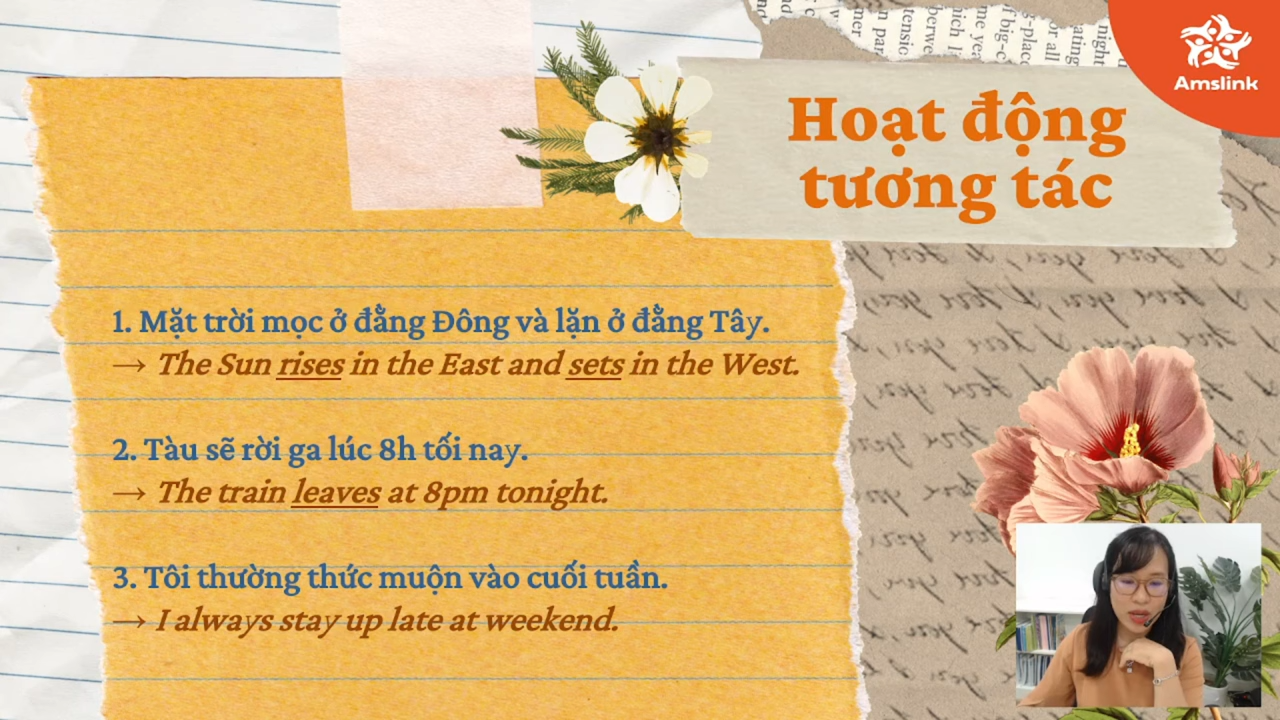 Amslink
Hoạt động
tương tác
1. Mặt trời mọc ở đằng Đông và lặn ở đằng Tây.
→ The Sun rises in the East and sets in the West.
2. Tàu sẽ rời ga lúc 8h tối nay.
→ The train leaves at 8pm tonight.
3. Tôi thường thức muộn vào cuối tuần.
→ I always stay up late at weekend.